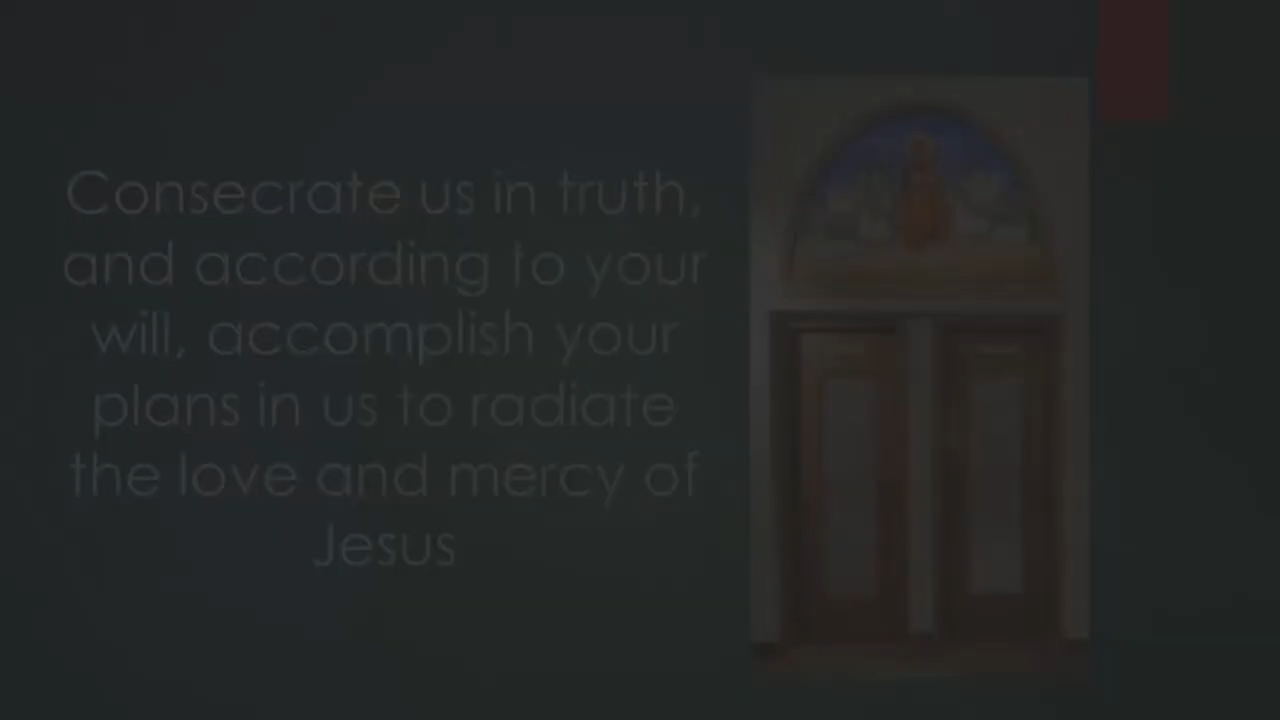 Consecrate us in truth,
and according to your
will, accomplish your
plans in us to radiate
the love and mercy of
Jesus